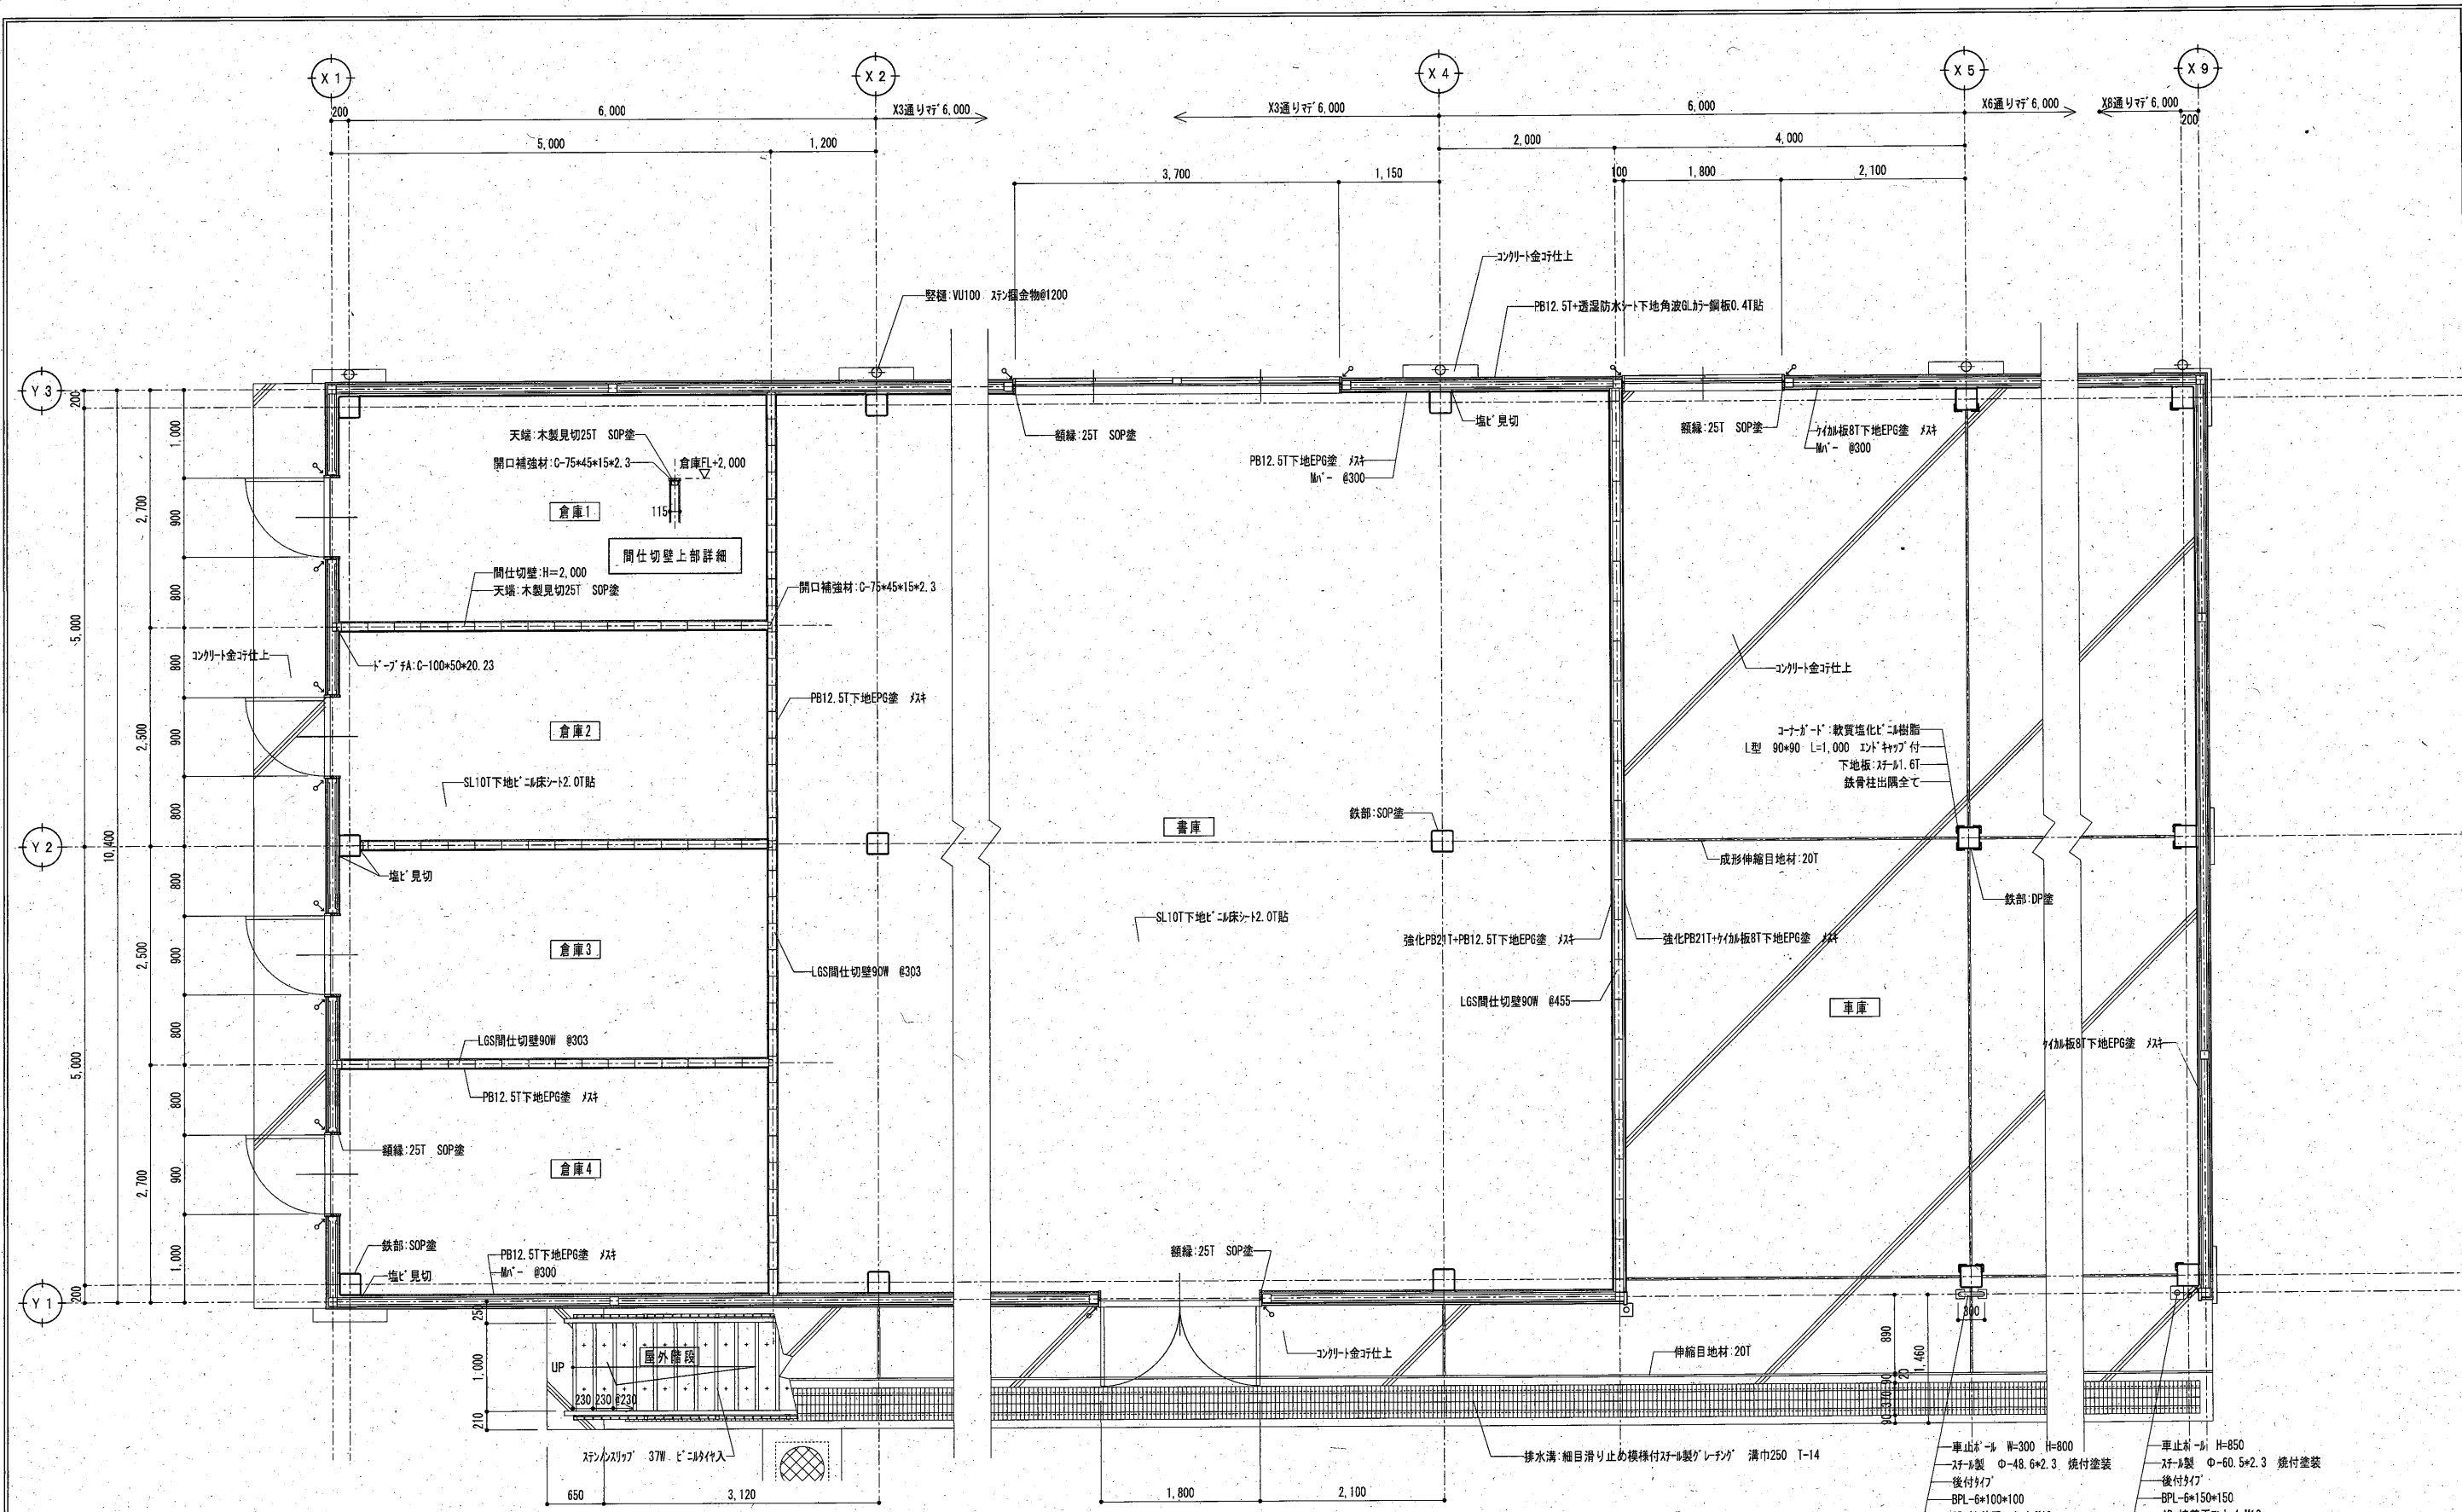 X 1
X 2
X 4
X 5
X 9
200
6,000
X3通りマデ6,000
X3通りマデ6,000
6,000
X6通りマデ6,000
X8通りマデ6,000
200
5,000
1,200
2,000
4,000
3,700
1,150
100
1,800
2,100
コンクリート金コテ仕上
竪樋:VU100 ステン掴金物@1200
PB12.5T+透湿防水シート下地角波GLカラー鋼板0.4T貼
Y 3
200
1,000
天端:木製見切25T SOP塗
開口補強材:C-75*45*15*2.3
倉庫FL+2,000
額縁:25T SOP塗
塩ビ見切
額縁:25T SOP塗
ケイカル板8T下地EPG塗 メスキ
Mバー @300
PB12.5T下地EPG塗 メスキ
Mバー @300
2,700
900
倉庫1
115
間仕切壁上部詳細
間仕切壁:H=2,000
天端:木製見切25T SOP塗
開口補強材:C-75*45*15*2.3
800
5,000
コンクリート金コテ仕上
800
ドーブチA:C-100*50*20.23
コンクリート金コテ仕上
PB12.5T下地EPG塗 メスキ
2,500
900
倉庫2
コーナーガード:軟質塩化ビニル樹脂
L型 90*90 L=1,000 エンドキャップ付
下地板:スチール1.6T
鉄骨柱出隅全て
SL10T下地ビニル床シート2.0T貼
800
書庫
鉄部:SOP塗
Y 2
10,400
成形伸縮目地材:20T
塩ビ見切
800
鉄部:DP塗
SL10T下地ビニル床シート2.0T貼
強化PB21T+PB12.5T下地EPG塗 メスキ
強化PB21T+ケイカル板8T下地EPG塗 メスキ
2,500
900
倉庫3
LGS間仕切壁90W @303
LGS間仕切壁90W @455
車庫
800
LGS間仕切壁90W @303
ケイカル板8T下地EPG塗 メスキ
5,000
800
PB12.5T下地EPG塗 メスキ
額縁:25T SOP塗
2,700
900
倉庫4
1,000
鉄部:SOP塗
PB12.5T下地EPG塗 メスキ
Mバー @300
塩ビ見切
額縁:25T SOP塗
Y 1
200
250
300
890
1,460
コンクリート金コテ仕上
伸縮目地材:20T
屋外階段
UP
1,000
230
230
@230
20
90
370
90
210
ステンノンスリップ 37W ビニルタイヤ入
排水溝:細目滑り止め模様付スチール製グレーチング 溝巾250 T-14
車止ポール W=300 H=800
スチール製 Φ-48.6*2.3 焼付塗装
後付タイプ
BPL-6*100*100
車止ポール H=850
スチール製 Φ-60.5*2.3 焼付塗装
後付タイプ
BPL-6*150*150
650
3,120
1,800
2,100